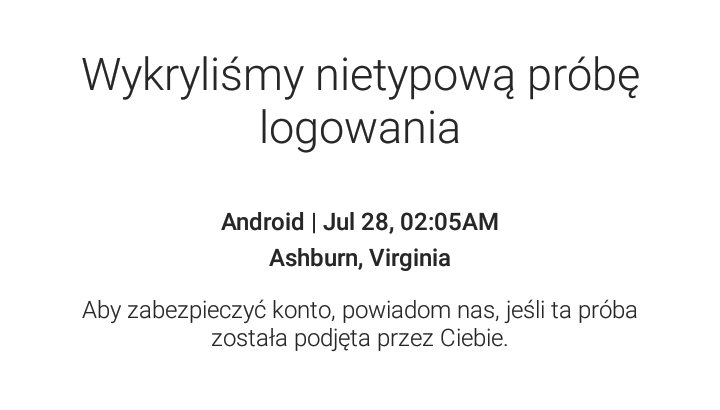 Wykryliśmy nietypową próbę
logowania
Android | Jul 28, 02:05AM
Ashburn, Virginia
Aby zabezpieczyć konto, powiadom nas, jeśli ta próba
została podjęta przez Ciebie.